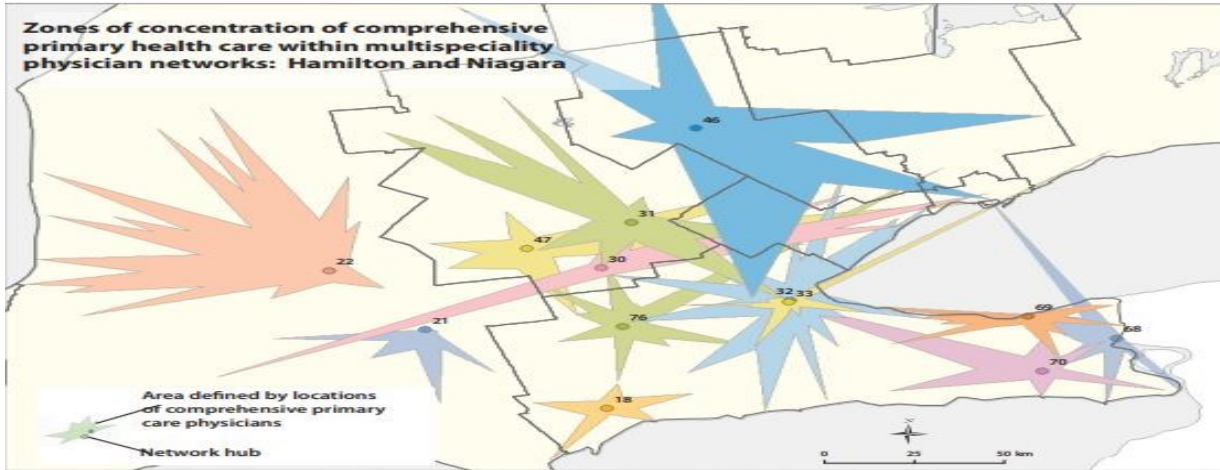 Zones of concentration of comprehensive
primary health care within multispeciality
physician networks: Hamilton and Niagara
46
31
47
30
22
32 33
21
76
69
68
70
18
Area defined by locations
of comprehensive primary
care physicians
Network hub
N
0 25 50 km